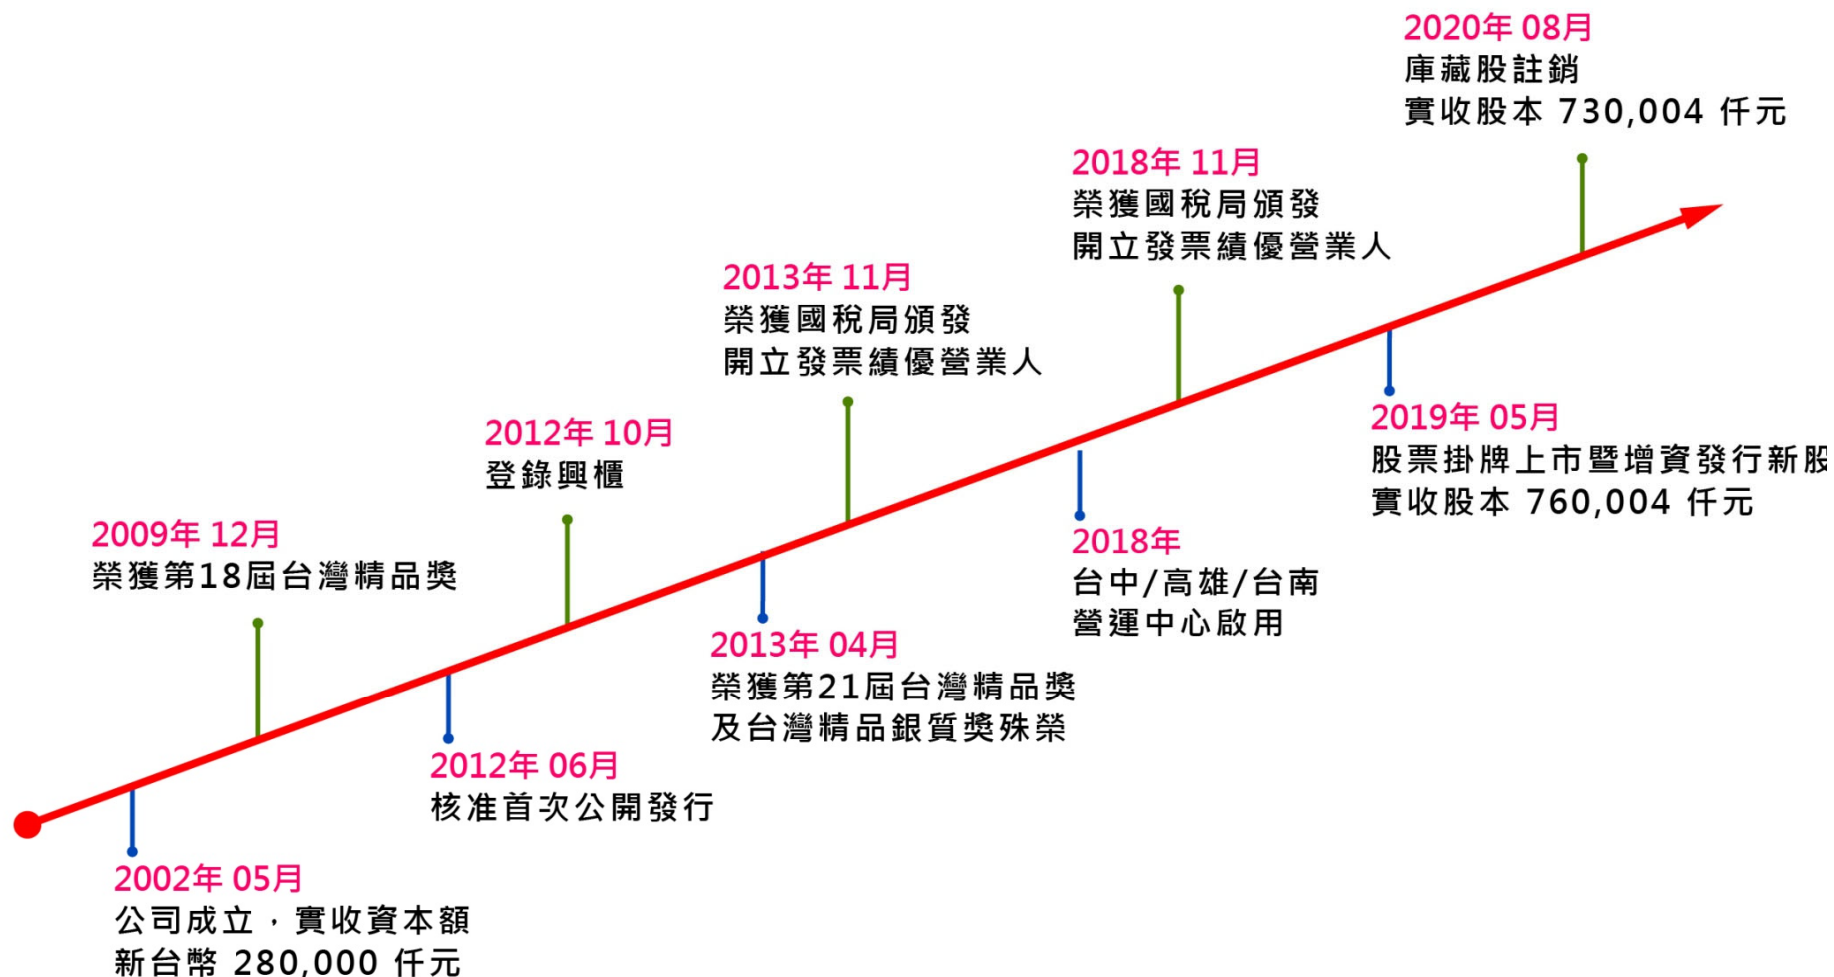 2020年 08月
庫藏股註銷
實收股本 730,004 仟元
2018年 11月
榮獲國稅局頒發
開立發票績優營業人
2013年 11月
榮獲國稅局頒發
開立發票績優營業人
2019年 05月
股票掛牌上市暨增資發行新股
實收股本 760,004 仟元
2012年 10月
登錄興櫃
2009年 12月
榮獲第18屆台灣精品獎
2018年
台中/高雄/台南
營運中心啟用
2013年 04月
榮獲第21屆台灣精品獎
及台灣精品銀質獎殊榮
2012年 06月
核准首次公開發行
2002年 05月
公司成立，實收資本額
新台幣 280,000 仟元